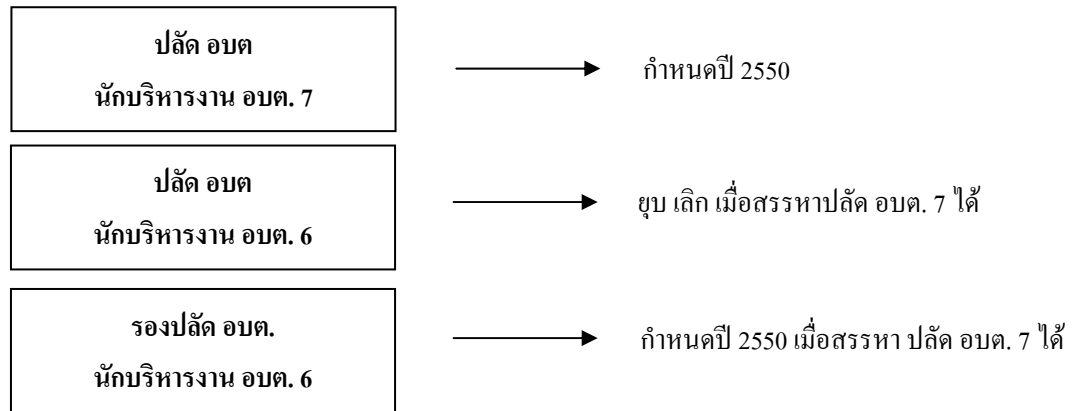 ปลัด อบต
นักบริหารงาน อบต. 7
กำหนดปี 2550
ปลัด อบต
นักบริหารงาน อบต. 6
ยุบ เลิก เมื่อสรรหาปลัด อบต. 7 ได้
รองปลัด อบต.
นักบริหารงาน อบต. 6
กำหนดปี 2550 เมื่อสรรหา ปลัด อบต. 7 ได้